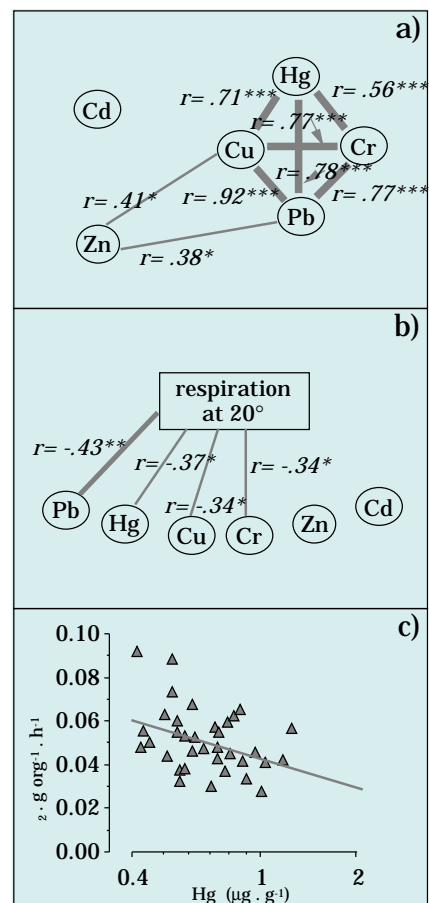 a)
Hg
r= .71***
r= .56***
Cd
r= .77***
Cu
Cr
r= .78***
r= .41*
r= .92***
r= .77***
Pb
Zn
r= .38*
b)
respiration
at 20°
r= -.43**
r= -.37*
r= -.34*
r= -.34*
Pb
Hg
Cu
Cr
Zn
Cd
c)
0.10
0.08
0.06
0.04
0.02
0.00
₂ · g org⁻¹ · h⁻¹
0.4
1
2
Hg (µg . g⁻¹)